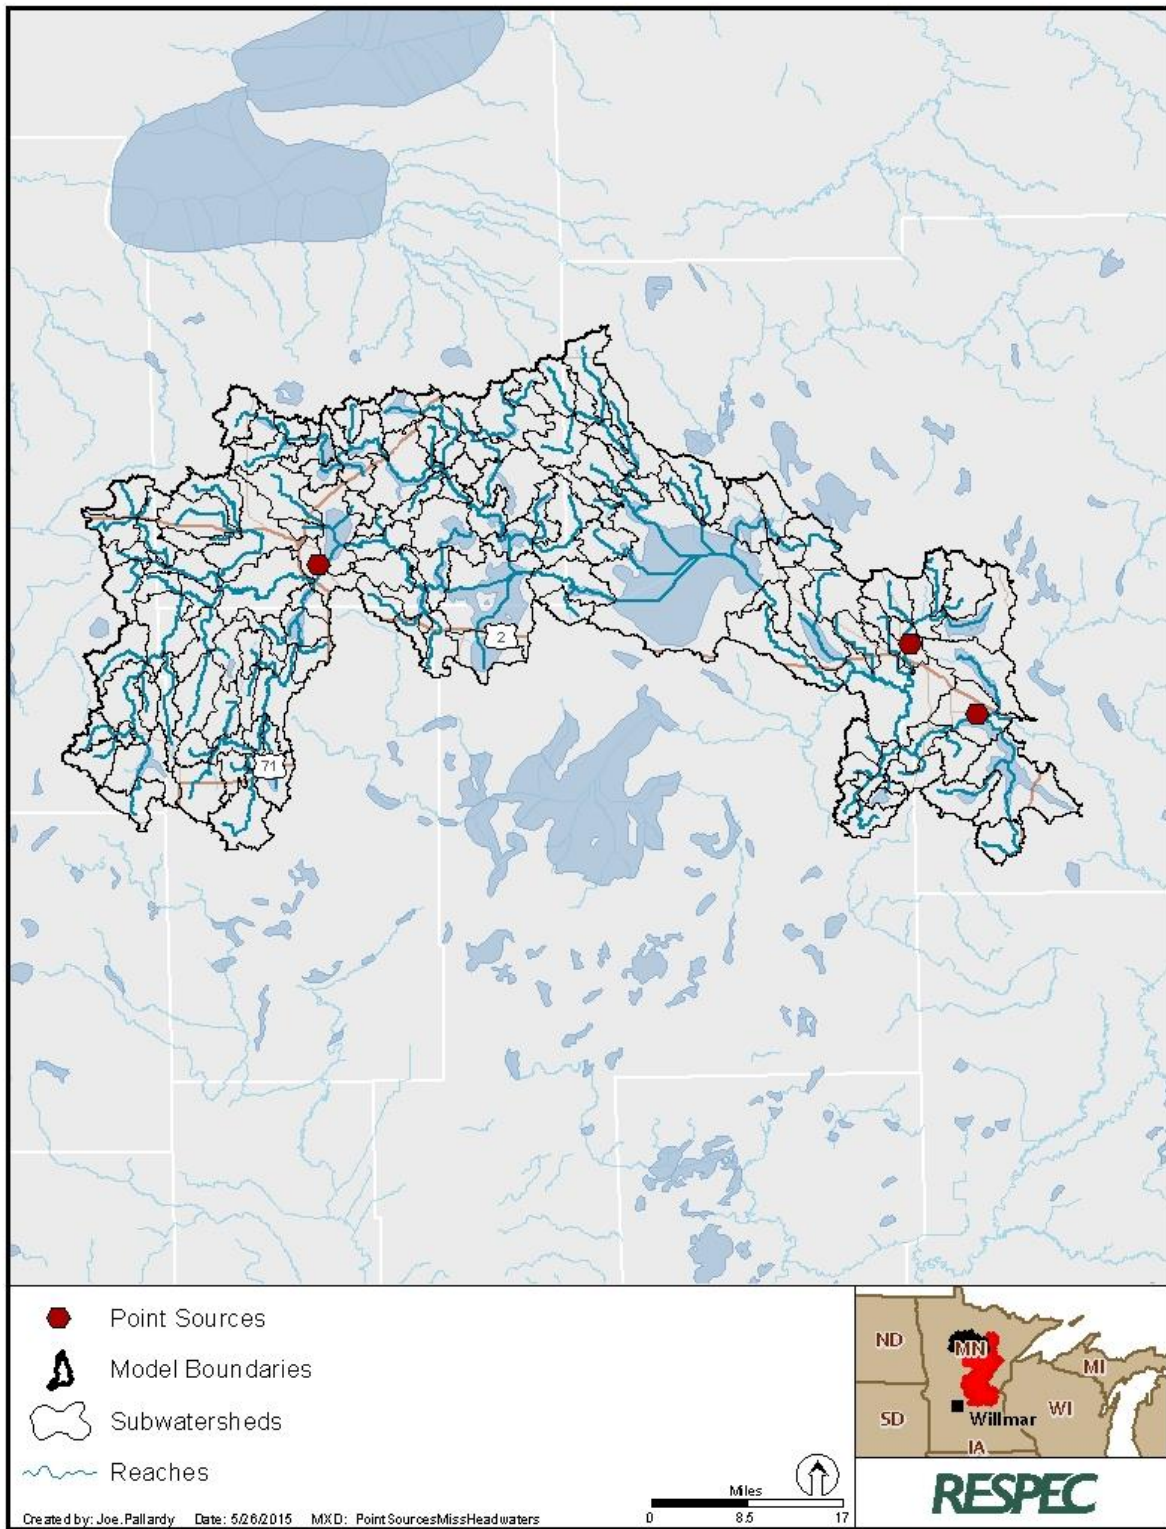 2
71
Point Sources
Model Boundaries
Subwatersheds
Reaches
Created by: Joe.Pallardy Date: 5/26/2015 MXD: PointSourcesMissHeadwaters
Miles
0 8.5 17
ND
MN
MI
SD
WI
Willmar
IA
RESPEC